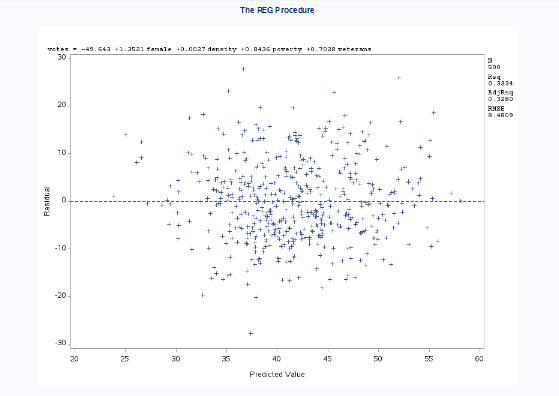 The REG Procedure
votes = -49.643 +1.3521 female +0.0027 density +0.8436 poverty +0.7028 veterans
N
500
Rsq
0.3334
AdjRsq
0.3280
RMSE
8.4809
30
20
10
0
-10
-20
-30
Residual
20 25 30 35 40 45 50 55 60
Predicted Value